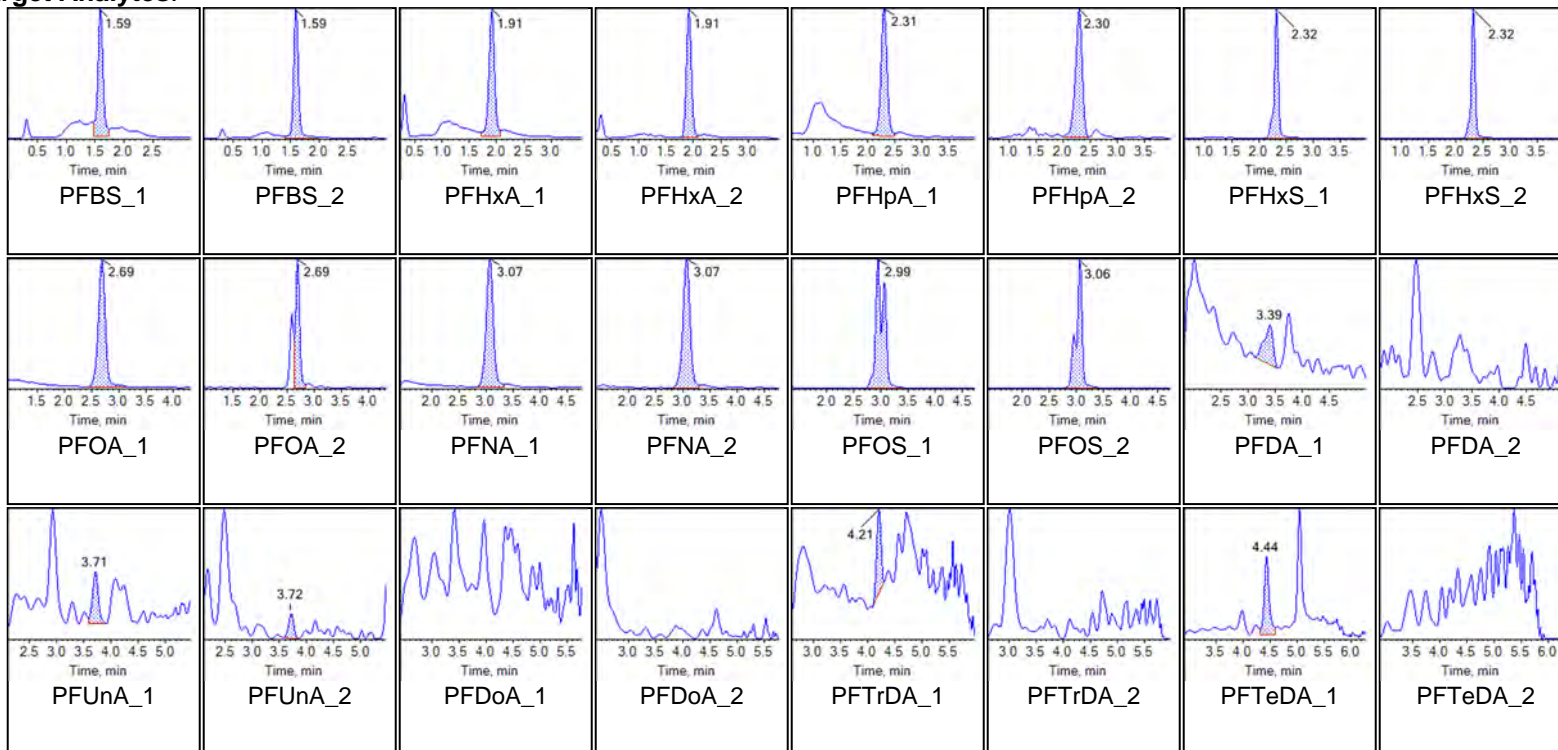 rget Analytes:
1.59
0.5 1.0 1.5 2.0 2.5
Time, min
PFBS_1
1.59
0.5 1.0 1.5 2.0 2.5
Time, min
PFBS_2
1.91
0.5 1.0 1.5 2.0 2.5 3.0
Time, min
PFHxA_1
1.91
0.5 1.0 1.5 2.0 2.5 3.0
Time, min
PFHxA_2
2.31
1.0 1.5 2.0 2.5 3.0 3.5
Time, min
PFHpA_1
2.30
1.0 1.5 2.0 2.5 3.0 3.5
Time, min
PFHpA_2
2.32
1.0 1.5 2.0 2.5 3.0 3.5
Time, min
PFHxS_1
2.32
1.0 1.5 2.0 2.5 3.0 3.5
Time, min
PFHxS_2
2.69
1.5 2.0 2.5 3.0 3.5 4.0
Time, min
PFOA_1
2.69
1.5 2.0 2.5 3.0 3.5 4.0
Time, min
PFOA_2
3.07
2.0 2.5 3.0 3.5 4.0 4.5
Time, min
PFNA_1
3.07
2.0 2.5 3.0 3.5 4.0 4.5
Time, min
PFNA_2
2.99
2.0 2.5 3.0 3.5 4.0 4.5
Time, min
PFOS_1
3.06
2.0 2.5 3.0 3.5 4.0 4.5
Time, min
PFOS_2
3.39
2.5 3.0 3.5 4.0 4.5
Time, min
PFDA_1
2.5 3.0 3.5 4.0 4.5
Time, min
PFDA_2
3.71
2.5 3.0 3.5 4.0 4.5 5.0
Time, min
PFUnA_1
3.72
2.5 3.0 3.5 4.0 4.5 5.0
Time, min
PFUnA_2
3.0 3.5 4.0 4.5 5.0 5.5
Time, min
PFDoA_1
3.0 3.5 4.0 4.5 5.0 5.5
Time, min
PFDoA_2
4.21
3.0 3.5 4.0 4.5 5.0 5.5
Time, min
PFTrDA_1
3.0 3.5 4.0 4.5 5.0 5.5
Time, min
PFTrDA_2
4.44
3.5 4.0 4.5 5.0 5.5 6.0
Time, min
PFTeDA_1
3.5 4.0 4.5 5.0 5.5 6.0
Time, min
PFTeDA_2